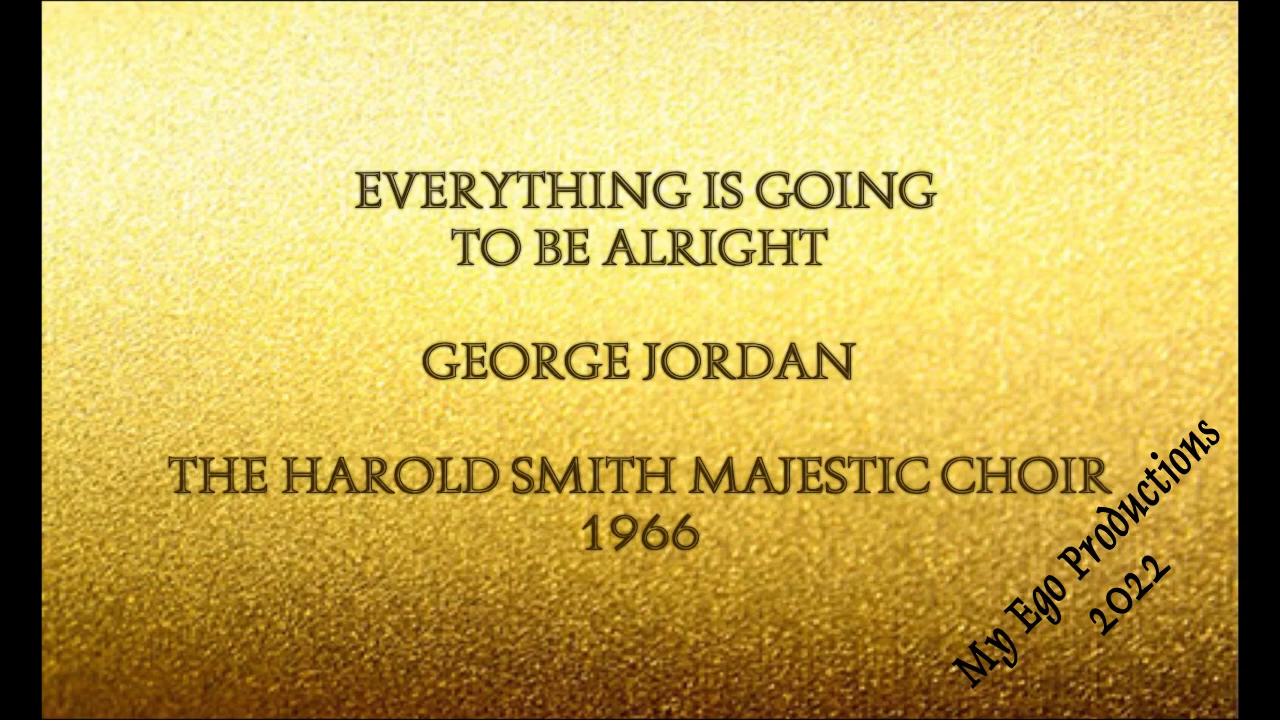 EVERYTHING IS GOING
TO BE ALRIGHT
GEORGE JORDAN
THE HAROLD SMITH MAJESTIC CHOIR
1966
My Ego Productions
2022